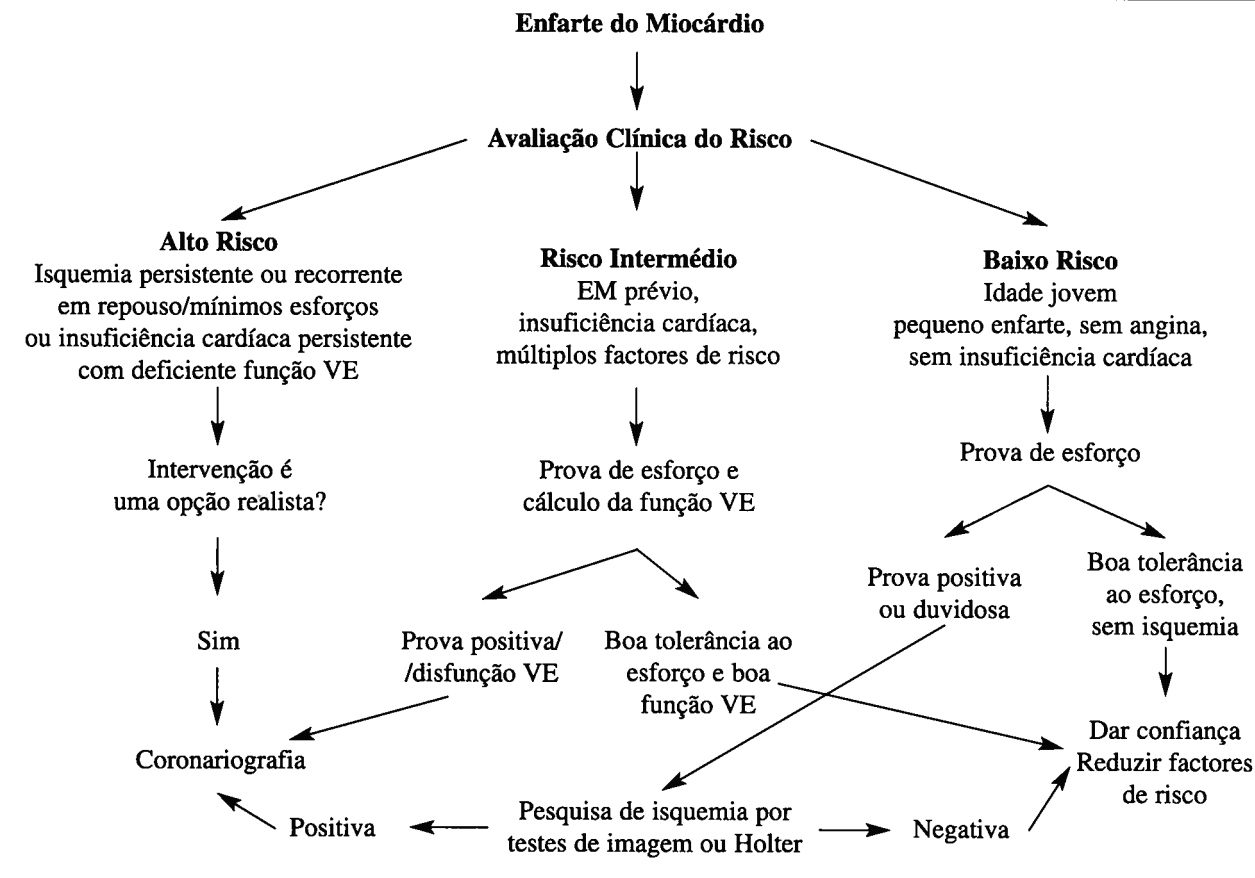 Enfarte do Miocárdio
Avaliação Clínica do Risco
Alto Risco
Isquemia persistente ou recorrente
em repouso/mínimos esforços
ou insuficiência cardíaca persistente
com deficiente função VE
Intervenção é
uma opção realista?
Sim
Coronariografia
Risco Intermédio
EM prévio,
insuficiência cardíaca,
múltiplos factores de risco
Prova de esforço e
cálculo da função VE
Prova positiva/
/disfunção VE
Boa tolerância ao
esforço e boa
função VE
Baixo Risco
Idade jovem
pequeno enfarte, sem angina,
sem insuficiência cardíaca
Prova de esforço
Prova positiva
ou duvidosa
Boa tolerância
ao esforço,
sem isquemia
Dar confiança
Reduzir factores
de risco
Positiva
Pesquisa de isquemia por
testes de imagem ou Holter
Negativa